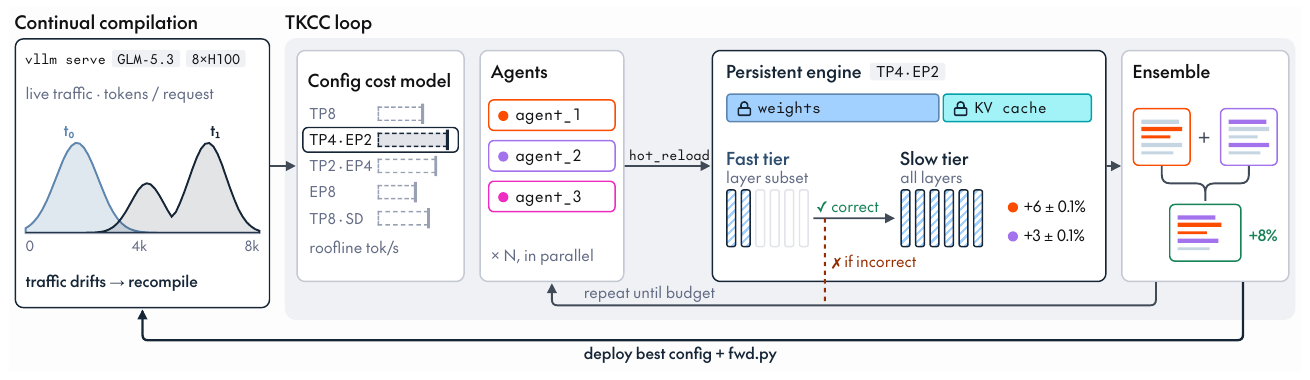 Continual compilation
vllm serve GLM-5.3 8×H100
live traffic · tokens / request
t₀ t₁
0 4k 8k
traffic drifts → recompile
TKCC loop
Config cost model
TP8
TP4·EP2
TP2·EP4
EP8
TP8·SD
roofline tok/s
Agents
agent_1
agent_2
agent_3
× N, in parallel
hot_reload
Persistent engine TP4·EP2
weights KV cache
Fast tier
layer subset
✓ correct
✗ if incorrect
Slow tier
all layers
+6 ± 0.1%
+3 ± 0.1%
Ensemble
+
+8%
repeat until budget
deploy best config + fwd.py